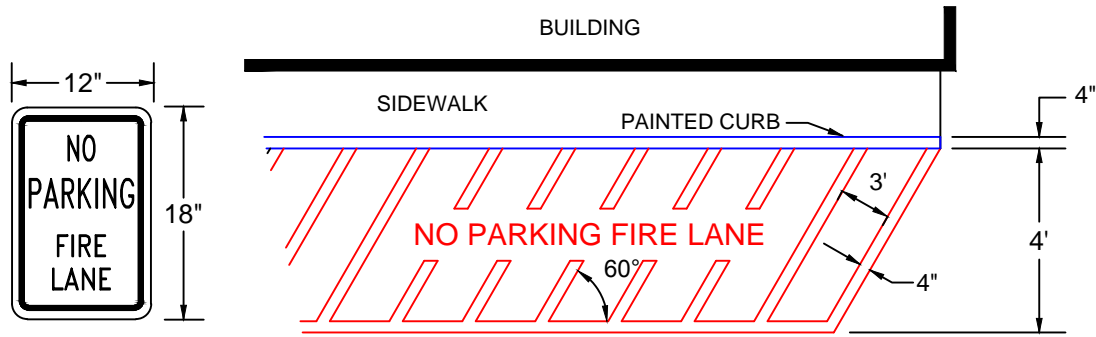 BUILDING
12"
SIDEWALK
4"
PAINTED CURB
NO
PARKING
FIRE
LANE
18"
3'
NO PARKING FIRE LANE
4'
60°
4"